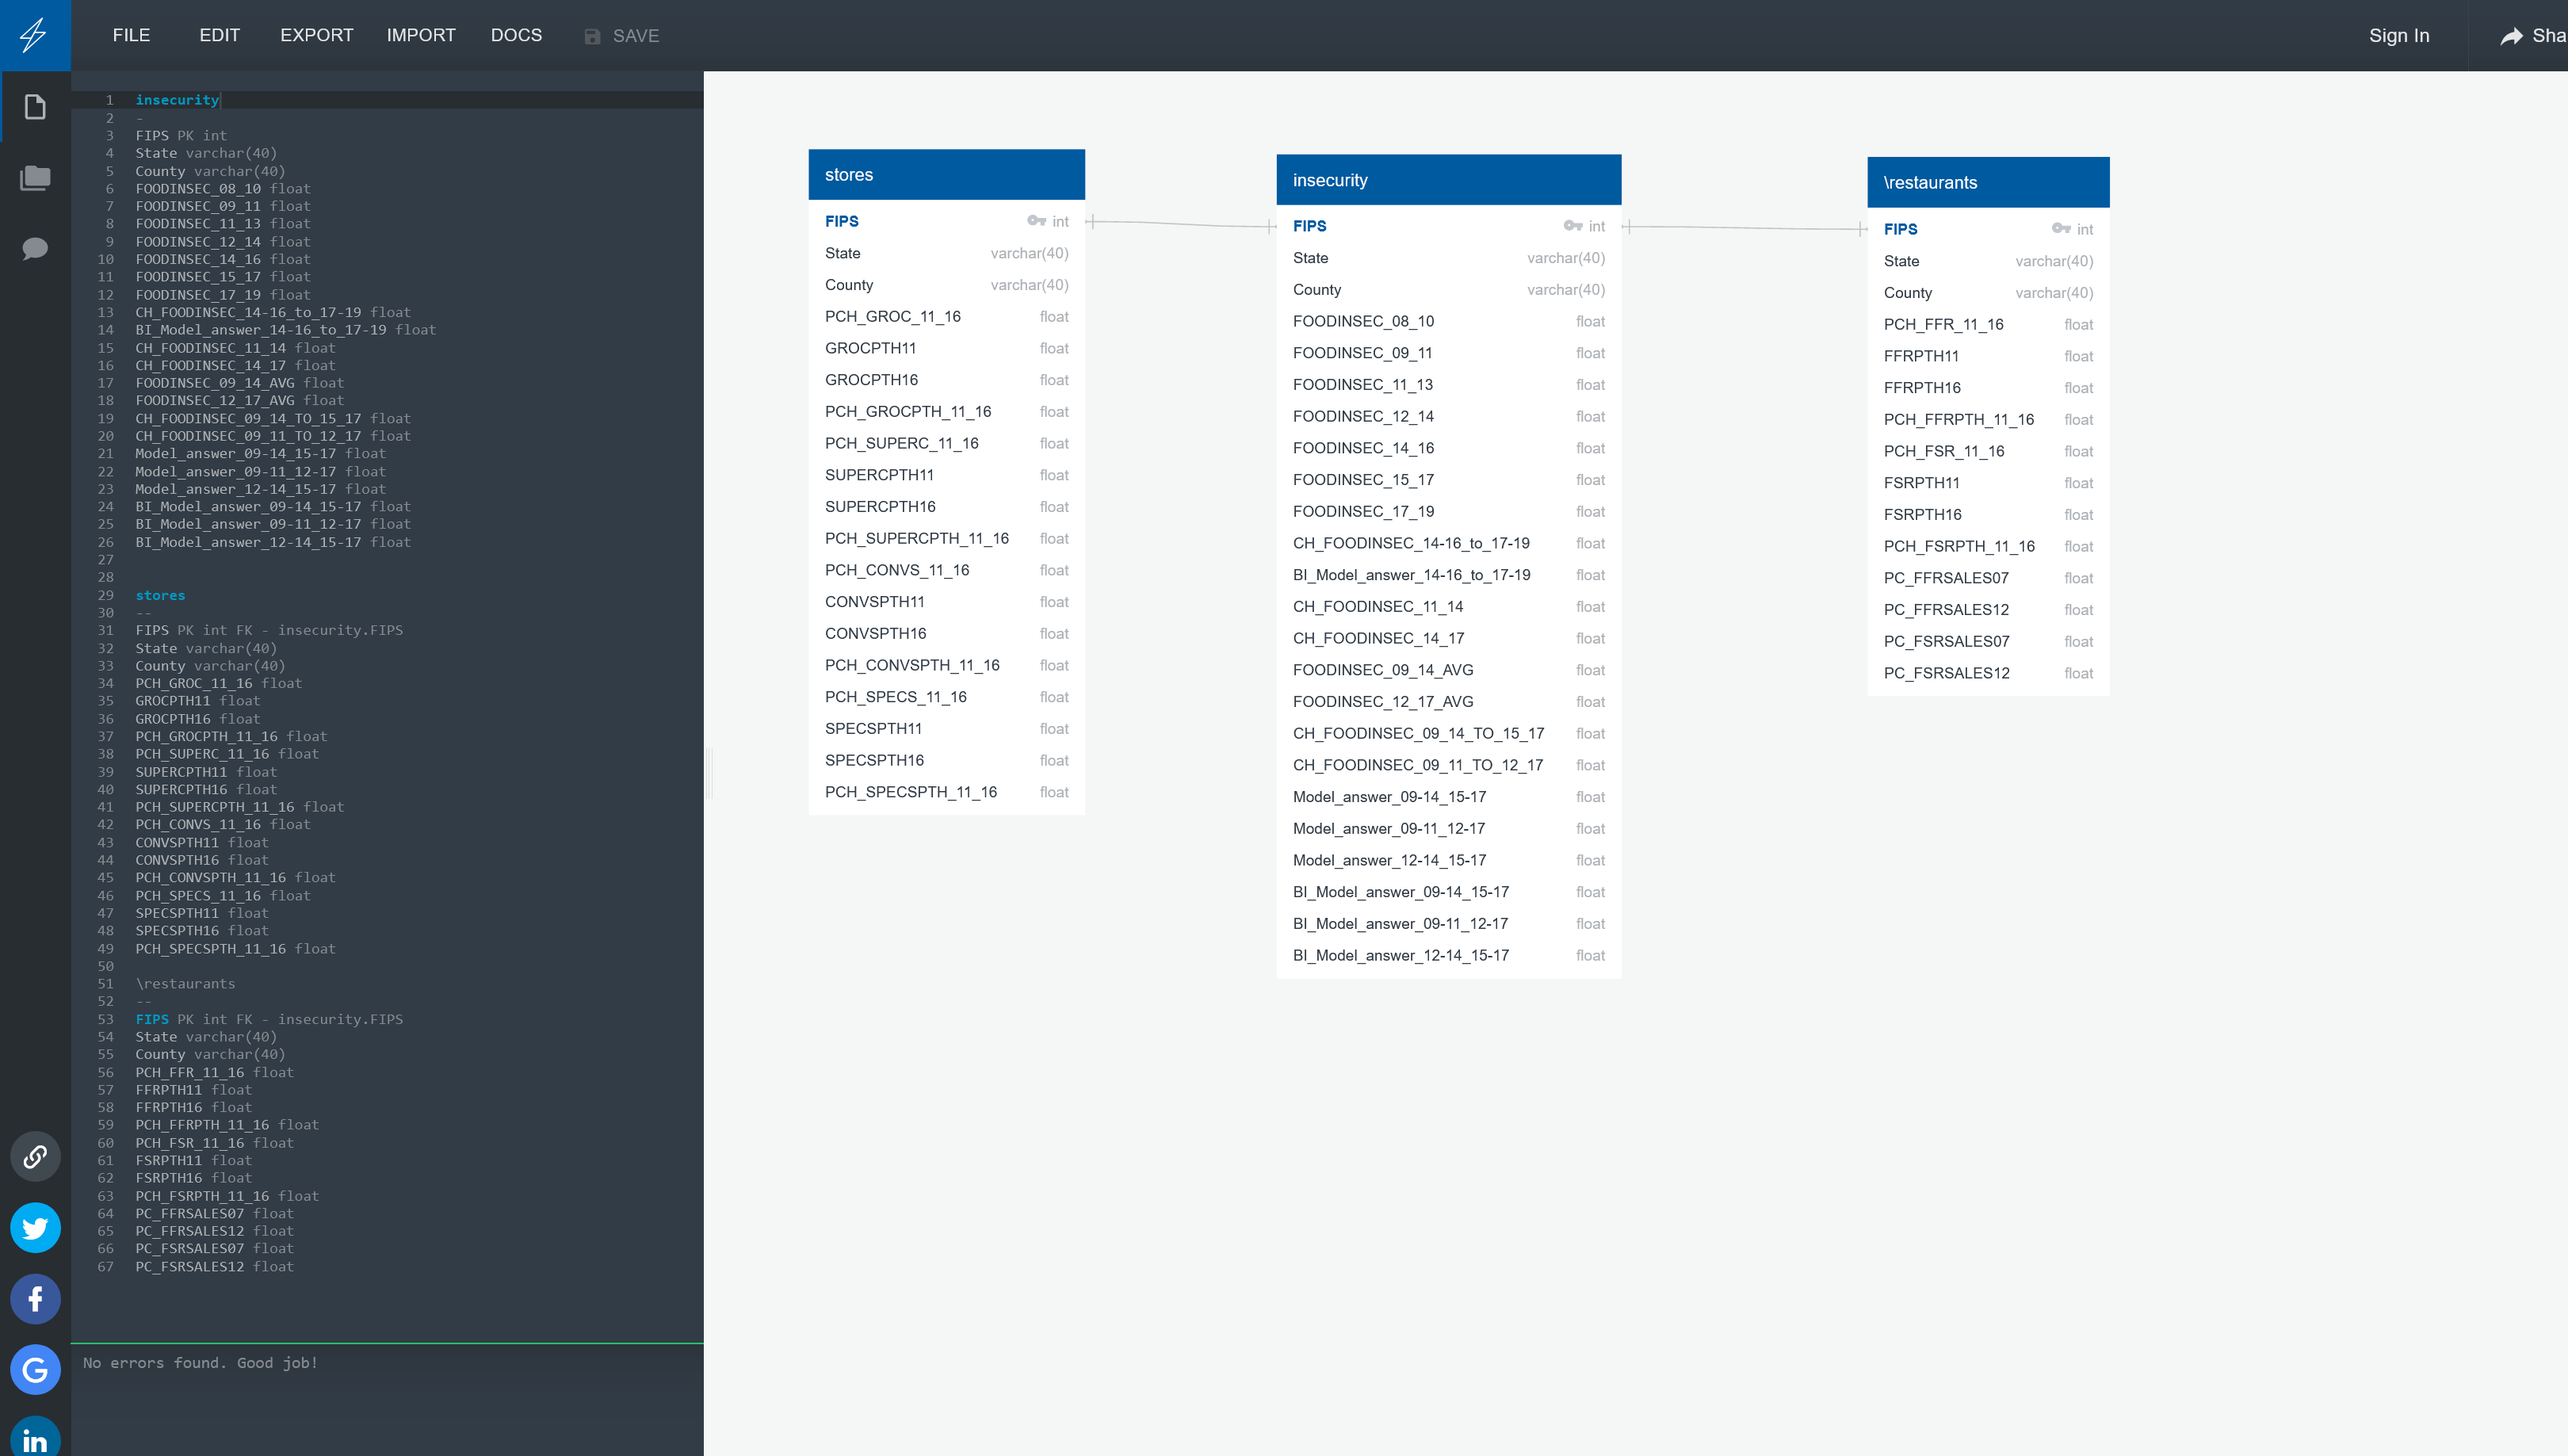 FILE EDIT EXPORT IMPORT DOCS SAVE Sign In Sha
1 insecurity
2 -
3 FIPS PK int
4 State varchar(40)
5 County varchar(40)
6 FOODINSEC_08_10 float
7 FOODINSEC_09_11 float
8 FOODINSEC_11_13 float
9 FOODINSEC_12_14 float
10 FOODINSEC_14_16 float
11 FOODINSEC_15_17 float
12 FOODINSEC_17_19 float
13 CH_FOODINSEC_14-16_to_17-19 float
14 BI_Model_answer_14-16_to_17-19 float
15 CH_FOODINSEC_11_14 float
16 CH_FOODINSEC_14_17 float
17 FOODINSEC_09_14_AVG float
18 FOODINSEC_12_17_AVG float
19 CH_FOODINSEC_09_14_TO_15_17 float
20 CH_FOODINSEC_09_11_TO_12_17 float
21 Model_answer_09-14_15-17 float
22 Model_answer_09-11_12-17 float
23 Model_answer_12-14_15-17 float
24 BI_Model_answer_09-14_15-17 float
25 BI_Model_answer_09-11_12-17 float
26 BI_Model_answer_12-14_15-17 float
27
28
29 stores
30 --
31 FIPS PK int FK - insecurity.FIPS
32 State varchar(40)
33 County varchar(40)
34 PCH_GROC_11_16 float
35 GROCPTH11 float
36 GROCPTH16 float
37 PCH_GROCPTH_11_16 float
38 PCH_SUPERC_11_16 float
39 SUPERCPTH11 float
40 SUPERCPTH16 float
41 PCH_SUPERCPTH_11_16 float
42 PCH_CONVS_11_16 float
43 CONVSPTH11 float
44 CONVSPTH16 float
45 PCH_CONVSPTH_11_16 float
46 PCH_SPECS_11_16 float
47 SPECSPTH11 float
48 SPECSPTH16 float
49 PCH_SPECSPTH_11_16 float
50
51 \restaurants
52 --
53 FIPS PK int FK - insecurity.FIPS
54 State varchar(40)
55 County varchar(40)
56 PCH_FFR_11_16 float
57 FFRPTH11 float
58 FFRPTH16 float
59 PCH_FFRPTH_11_16 float
60 PCH_FSR_11_16 float
61 FSRPTH11 float
62 FSRPTH16 float
63 PCH_FSRPTH_11_16 float
64 PC_FFRSALES07 float
65 PC_FFRSALES12 float
66 PC_FSRSALES07 float
67 PC_FSRSALES12 float
No errors found. Good job!
stores
FIPS int
State varchar(40)
County varchar(40)
PCH_GROC_11_16 float
GROCPTH11 float
GROCPTH16 float
PCH_GROCPTH_11_16 float
PCH_SUPERC_11_16 float
SUPERCPTH11 float
SUPERCPTH16 float
PCH_SUPERCPTH_11_16 float
PCH_CONVS_11_16 float
CONVSPTH11 float
CONVSPTH16 float
PCH_CONVSPTH_11_16 float
PCH_SPECS_11_16 float
SPECSPTH11 float
SPECSPTH16 float
PCH_SPECSPTH_11_16 float
insecurity
FIPS int
State varchar(40)
County varchar(40)
FOODINSEC_08_10 float
FOODINSEC_09_11 float
FOODINSEC_11_13 float
FOODINSEC_12_14 float
FOODINSEC_14_16 float
FOODINSEC_15_17 float
FOODINSEC_17_19 float
CH_FOODINSEC_14-16_to_17-19 float
BI_Model_answer_14-16_to_17-19 float
CH_FOODINSEC_11_14 float
CH_FOODINSEC_14_17 float
FOODINSEC_09_14_AVG float
FOODINSEC_12_17_AVG float
CH_FOODINSEC_09_14_TO_15_17 float
CH_FOODINSEC_09_11_TO_12_17 float
Model_answer_09-14_15-17 float
Model_answer_09-11_12-17 float
Model_answer_12-14_15-17 float
BI_Model_answer_09-14_15-17 float
BI_Model_answer_09-11_12-17 float
BI_Model_answer_12-14_15-17 float
\restaurants
FIPS int
State varchar(40)
County varchar(40)
PCH_FFR_11_16 float
FFRPTH11 float
FFRPTH16 float
PCH_FFRPTH_11_16 float
PCH_FSR_11_16 float
FSRPTH11 float
FSRPTH16 float
PCH_FSRPTH_11_16 float
PC_FFRSALES07 float
PC_FFRSALES12 float
PC_FSRSALES07 float
PC_FSRSALES12 float